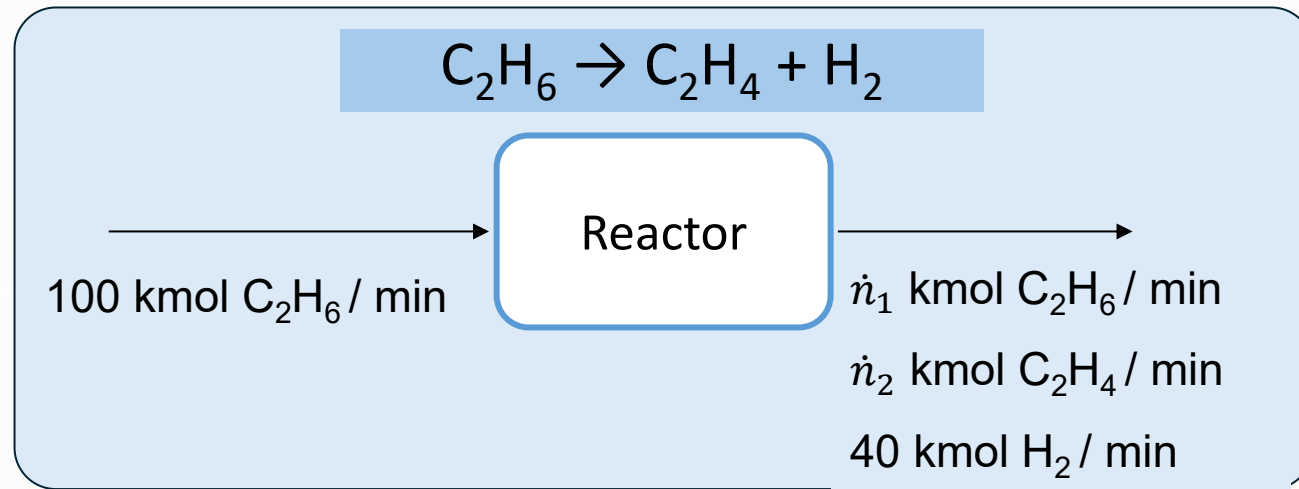 C₂H₆ → C₂H₄ + H₂
Reactor
100 kmol C₂H₆ / min
ṅ₁ kmol C₂H₆ / min
ṅ₂ kmol C₂H₄ / min
40 kmol H₂ / min